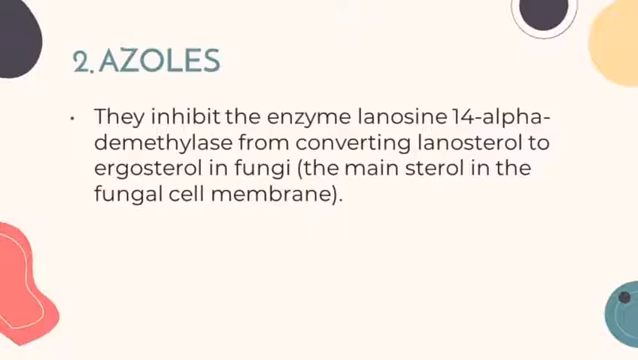 2. AZOLES
• They inhibit the enzyme lanosine 14-alpha-
demethylase from converting lanosterol to
ergosterol in fungi (the main sterol in the
fungal cell membrane).